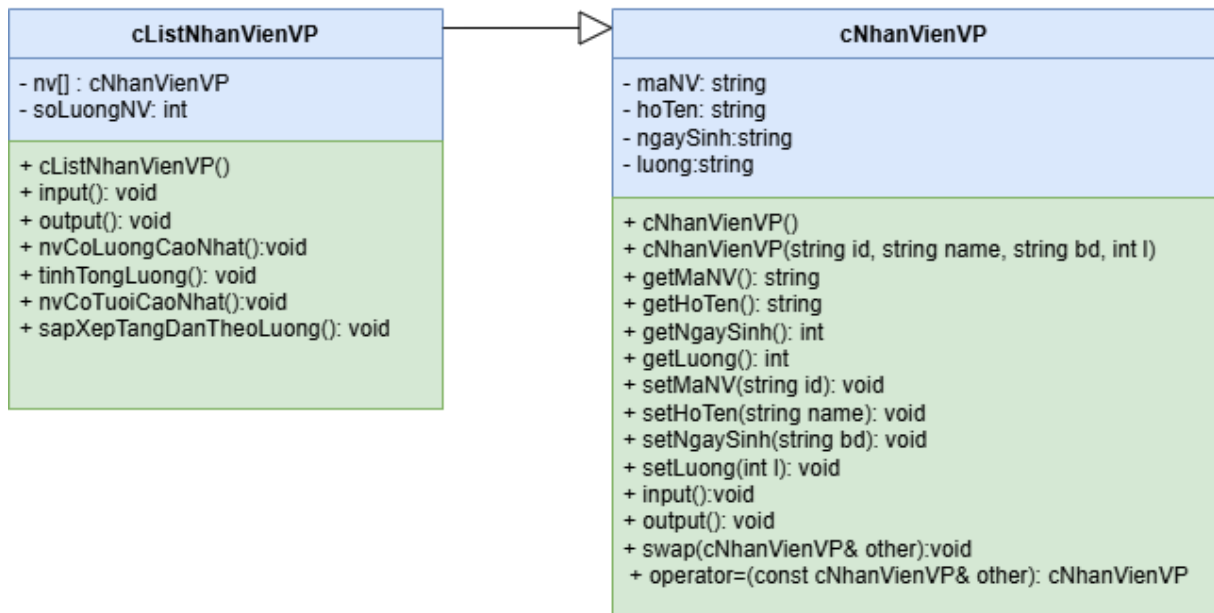 cListNhanVienVP
- nv[] : cNhanVienVP
- soLuongNV: int
+ cListNhanVienVP()
+ input(): void
+ output(): void
+ nvCoLuongCaoNhat():void
+ tinhTongLuong(): void
+ nvCoTuoiCaoNhat():void
+ sapXepTangDanTheoLuong(): void
cNhanVienVP
- maNV: string
- hoTen: string
- ngaySinh:string
- luong:string
+ cNhanVienVP()
+ cNhanVienVP(string id, string name, string bd, int l)
+ getMaNV(): string
+ getHoTen(): string
+ getNgaySinh(): int
+ getLuong(): int
+ setMaNV(string id): void
+ setHoTen(string name): void
+ setNgaySinh(string bd): void
+ setLuong(int l): void
+ input():void
+ output(): void
+ swap(cNhanVienVP& other):void
+ operator=(const cNhanVienVP& other): cNhanVienVP